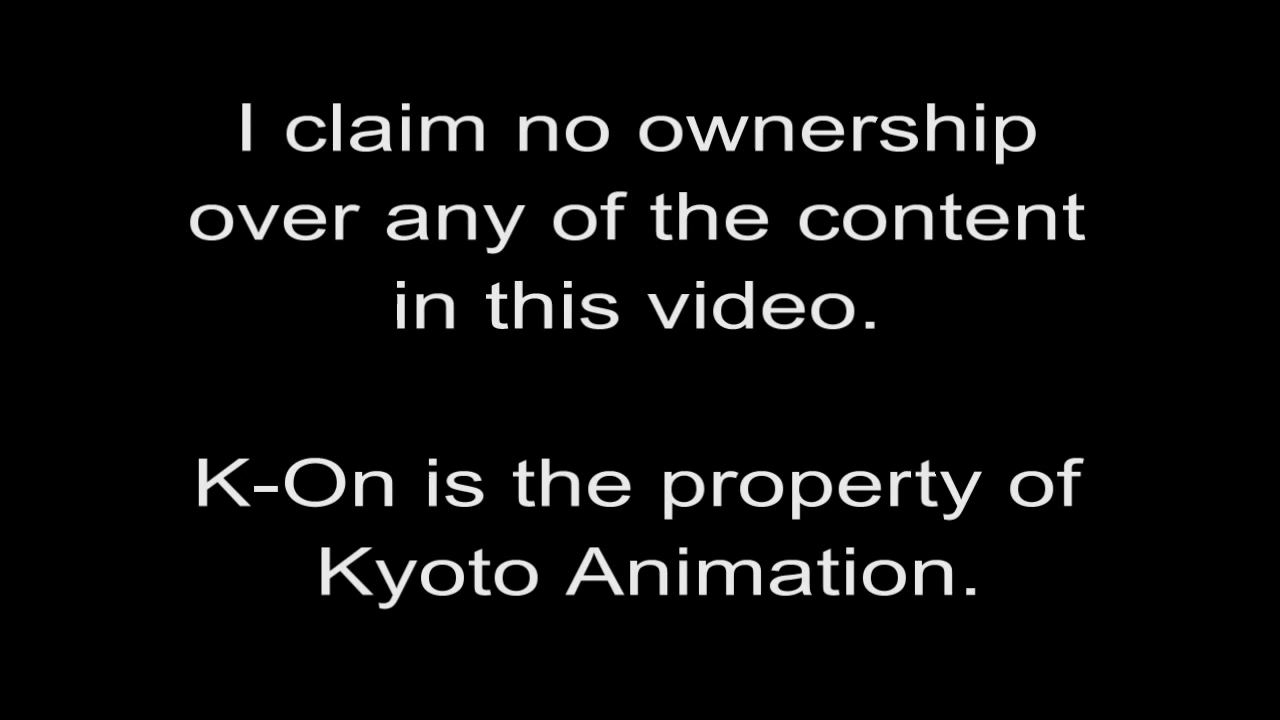 I claim no ownership
over any of the content
in this video.
K-On is the property of
Kyoto Animation.